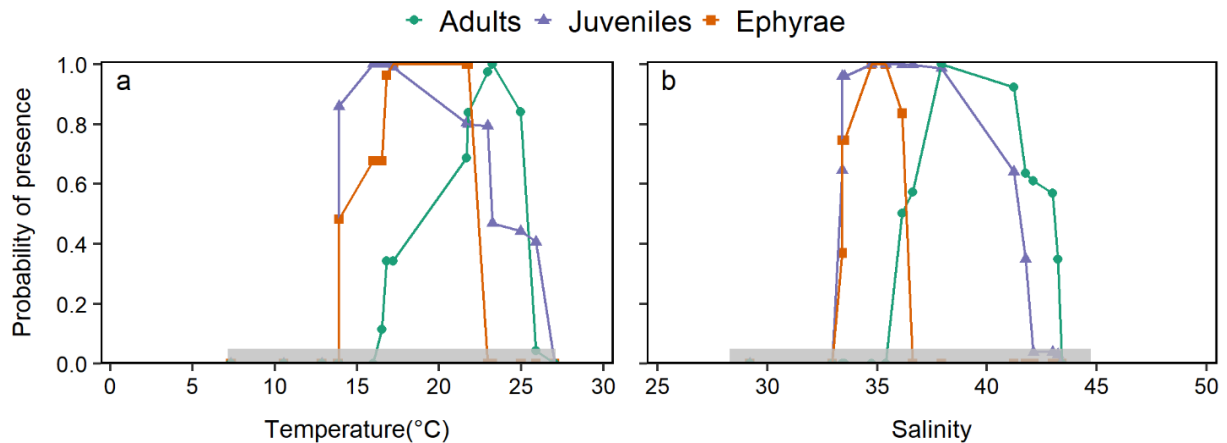 Adults Juveniles Ephyrae
a
b
Probability of presence
1.0
0.8
0.6
0.4
0.2
0.0
0 5 10 15 20 25 30
25 30 35 40 45 50
Temperature(°C)
Salinity